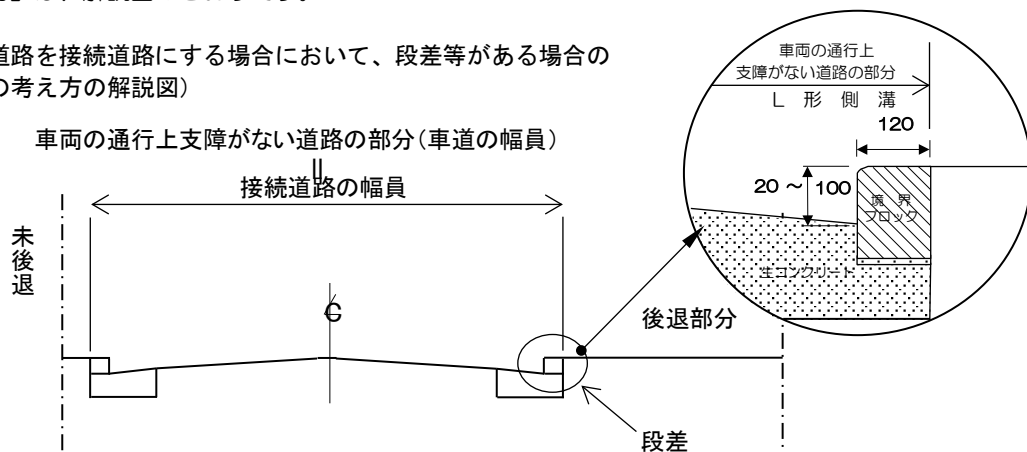 道路を接続道路にする場合において、段差等がある場合の
の考え方の解説図)
車両の通行上支障がない道路の部分(車道の幅員)
||
接続道路の幅員
未後退
車両の通行上
支障がない道路の部分
L 形 側 溝
120
20 ~ 100
境 界
ブロック
生コンクリート
℄
後退部分
段差